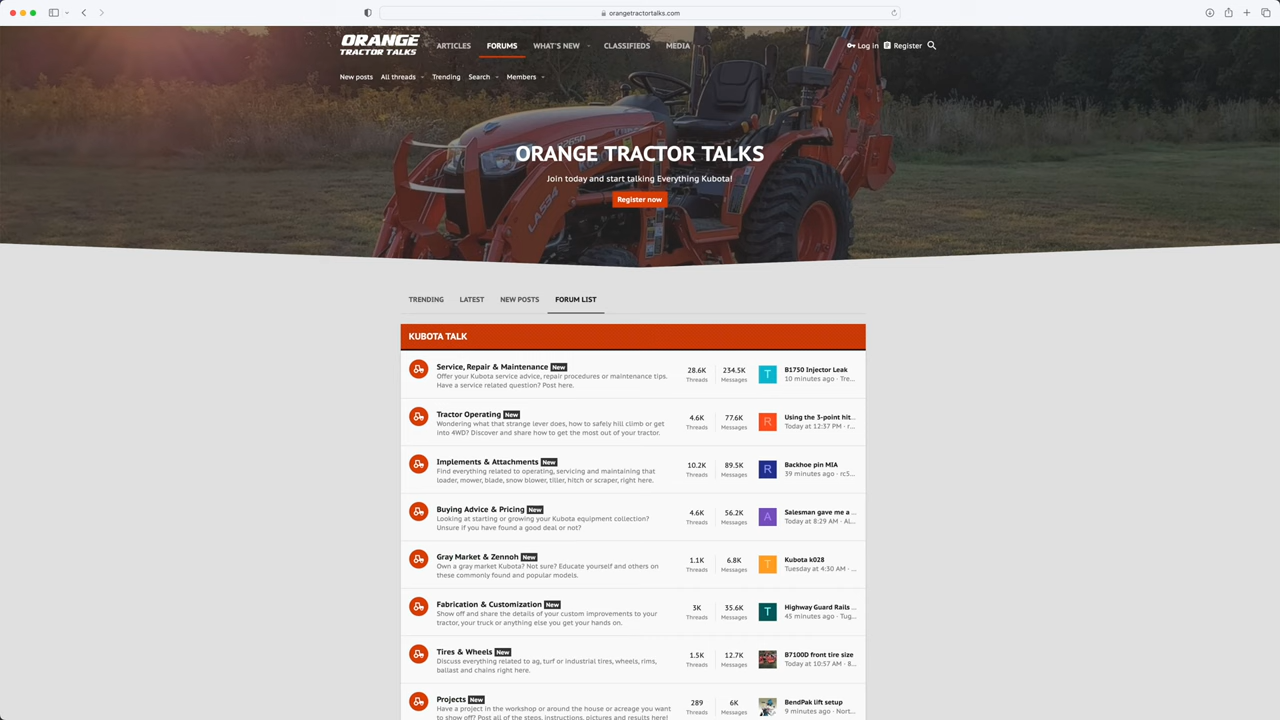 orangetractortalks.com
ORANGE
TRACTOR TALKS
ARTICLES FORUMS WHAT'S NEW CLASSIFIEDS MEDIA
Log in Register
New posts All threads Trending Search Members
ORANGE TRACTOR TALKS
Join today and start talking Everything Kubota!
Register now
LA534
TRENDING LATEST NEW POSTS FORUM LIST
KUBOTA TALK
Service, Repair & Maintenance New
Offer your Kubota service advice, repair procedures or maintenance tips.
Have a service related question? Post here.
28.6K
Threads
234.5K
Messages
T
B1750 Injector Leak
10 minutes ago · Tre...
Tractor Operating New
Wondering what that strange lever does, how to safely hill climb or get
into 4WD? Discover and share how to get the most out of your tractor.
4.6K
Threads
77.6K
Messages
R
Using the 3-point hit...
Today at 12:37 PM · r...
Implements & Attachments New
Find everything related to operating, servicing and maintaining that
loader, mower, blade, snow blower, tiller, hitch or scraper, right here.
10.2K
Threads
89.5K
Messages
R
Backhoe pin MIA
39 minutes ago · rc5...
Buying Advice & Pricing New
Looking at starting or growing your Kubota equipment collection?
Unsure if you have found a good deal or not?
4.6K
Threads
56.2K
Messages
A
Salesman gave me a ...
Today at 8:29 AM · Al...
Gray Market & Zennoh New
Own a gray market Kubota? Not sure? Educate yourself and others on
these commonly found and popular models.
1.1K
Threads
6.8K
Messages
T
Kubota k028
Tuesday at 4:30 AM · ...
Fabrication & Customization New
Show off and share the details of your custom improvements to your
tractor, your truck or anything else you get your hands on.
3K
Threads
35.6K
Messages
T
Highway Guard Rails ...
45 minutes ago · Tug...
Tires & Wheels New
Discuss everything related to ag, turf or industrial tires, wheels, rims,
ballast and chains right here.
1.5K
Threads
12.7K
Messages
B7100D front tire size
Today at 10:57 AM · 8...
Projects New
Have a project in the workshop or around the house or acreage you want
to show off? Post all of the steps, instructions, pictures and results here!
289
Threads
6K
Messages
BendPak lift setup
9 minutes ago · Nort...